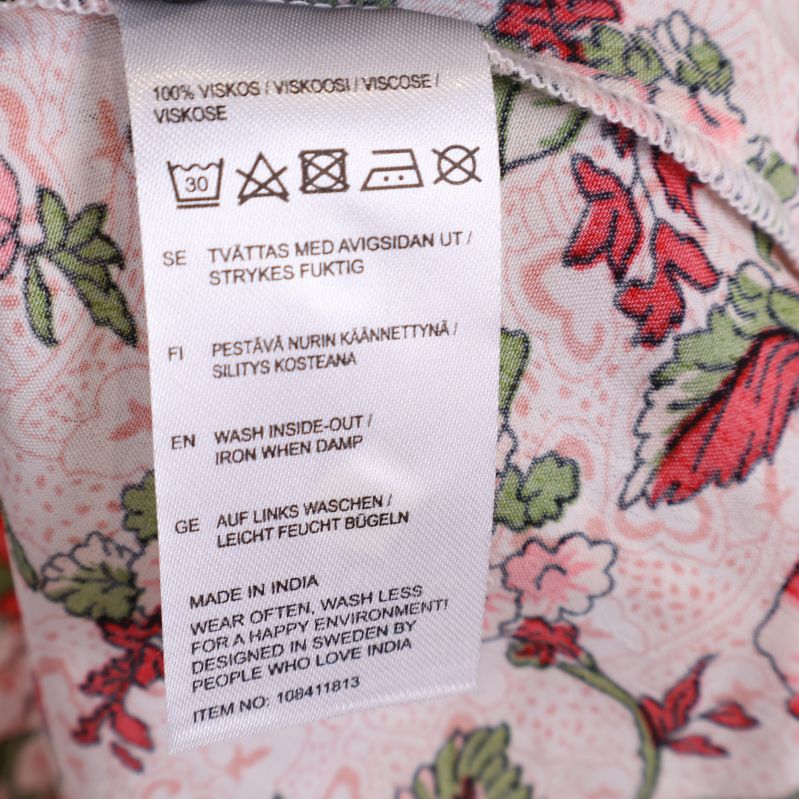 100% VISKOS / VISKOOSI / VISCOSE /
VISKOSE
30
SE TVÄTTAS MED AVIGSIDAN UT /
STRYKES FUKTIG
FI PESTÄVÄ NURIN KÄÄNNETTYNÄ /
SILITYS KOSTEANA
EN WASH INSIDE-OUT /
IRON WHEN DAMP
GE AUF LINKS WASCHEN /
LEICHT FEUCHT BÜGELN
MADE IN INDIA
WEAR OFTEN, WASH LESS
FOR A HAPPY ENVIRONMENT!
DESIGNED IN SWEDEN BY
PEOPLE WHO LOVE INDIA
ITEM NO: 108411813